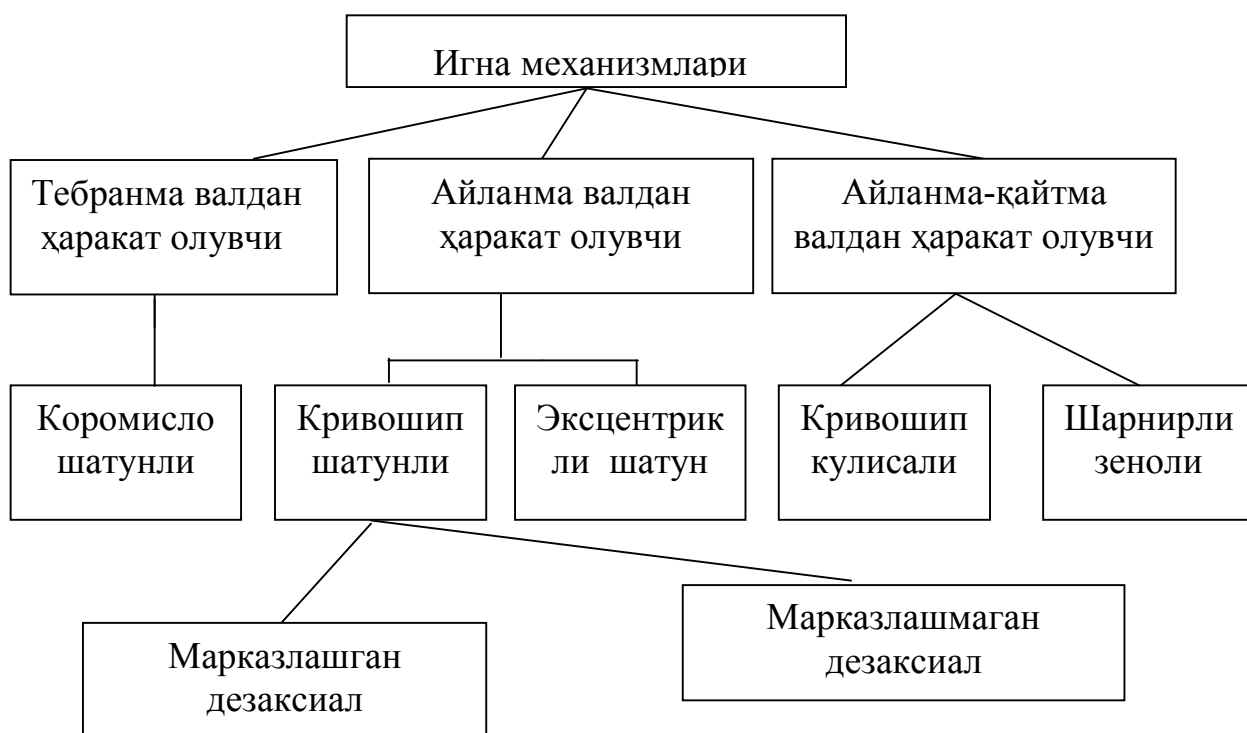 Игна механизмлари
Тебранма валдан
ҳаракат олувчи
Айланма валдан
ҳаракат олувчи
Айланма-қайтма
валдан ҳаракат олувчи
Коромисло
шатунли
Кривошип
шатунли
Эксцентрик
ли шатун
Кривошип
кулисали
Шарнирли
зеноли
Марказлашган
дезаксиал
Марказлашмаган
дезаксиал